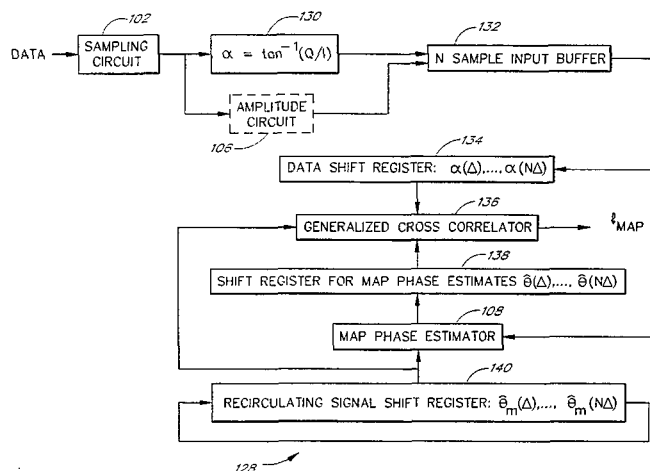 102
130
132
DATA
SAMPLING
CIRCUIT
α = tan⁻¹(Q/I)
N SAMPLE INPUT BUFFER
AMPLITUDE
CIRCUIT
106
134
DATA SHIFT REGISTER: α(Δ),..., α(NΔ)
136
GENERALIZED CROSS CORRELATOR
ℓMAP
138
SHIFT REGISTER FOR MAP PHASE ESTIMATES θ̂(Δ),..., θ̂(NΔ)
108
MAP PHASE ESTIMATOR
140
RECIRCULATING SIGNAL SHIFT REGISTER: θ̂m(Δ),..., θ̂m(NΔ)
128